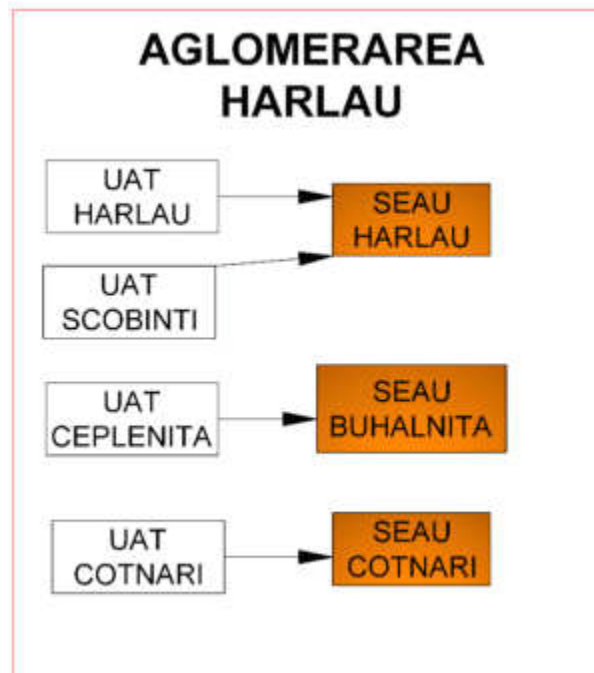 AGLOMERAREA
HARLAU
UAT
HARLAU
SEAU
HARLAU
UAT
SCOBINTI
UAT
CEPLENITA
SEAU
BUHALNITA
UAT
COTNARI
SEAU
COTNARI